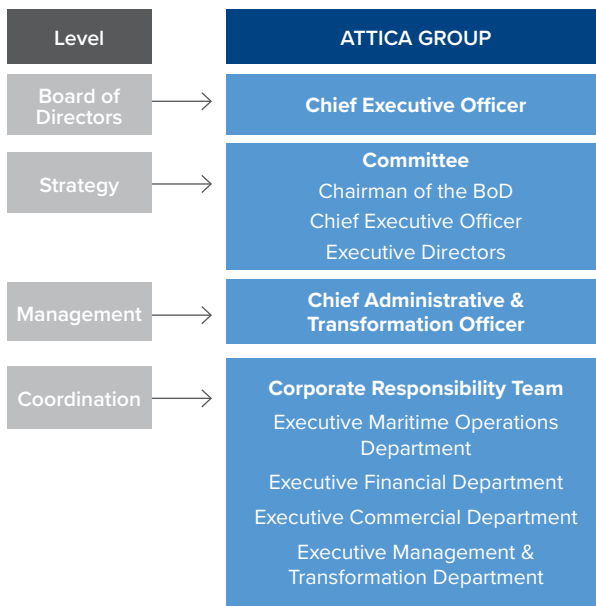 Level
ATTICA GROUP
Board of
Directors
Chief Executive Officer
Strategy
Committee
Chairman of the BoD
Chief Executive Officer
Executive Directors
Management
Chief Administrative &
Transformation Officer
Coordination
Corporate Responsibility Team
Executive Maritime Operations
Department
Executive Financial Department
Executive Commercial Department
Executive Management &
Transformation Department